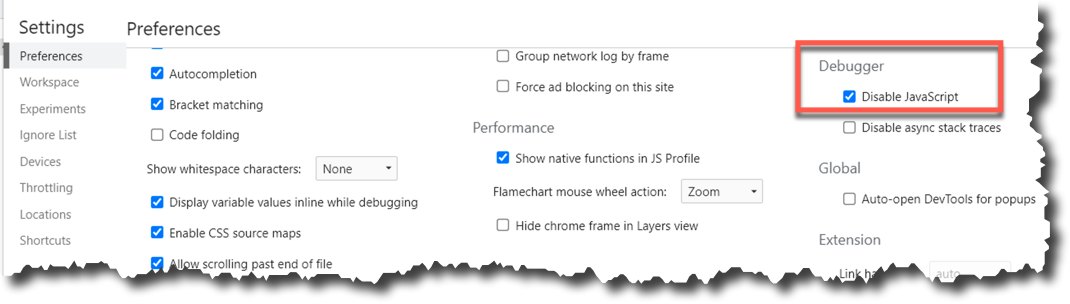 Settings
Preferences
Workspace
Experiments
Ignore List
Devices
Throttling
Locations
Shortcuts
Preferences
Autocompletion
Bracket matching
Code folding
Show whitespace characters: None
Display variable values inline while debugging
Enable CSS source maps
Allow scrolling past end of file
Group network log by frame
Force ad blocking on this site
Performance
Show native functions in JS Profile
Flamechart mouse wheel action: Zoom
Hide chrome frame in Layers view
Debugger
Disable JavaScript
Disable async stack traces
Global
Auto-open DevTools for popups
Extension
Link auto